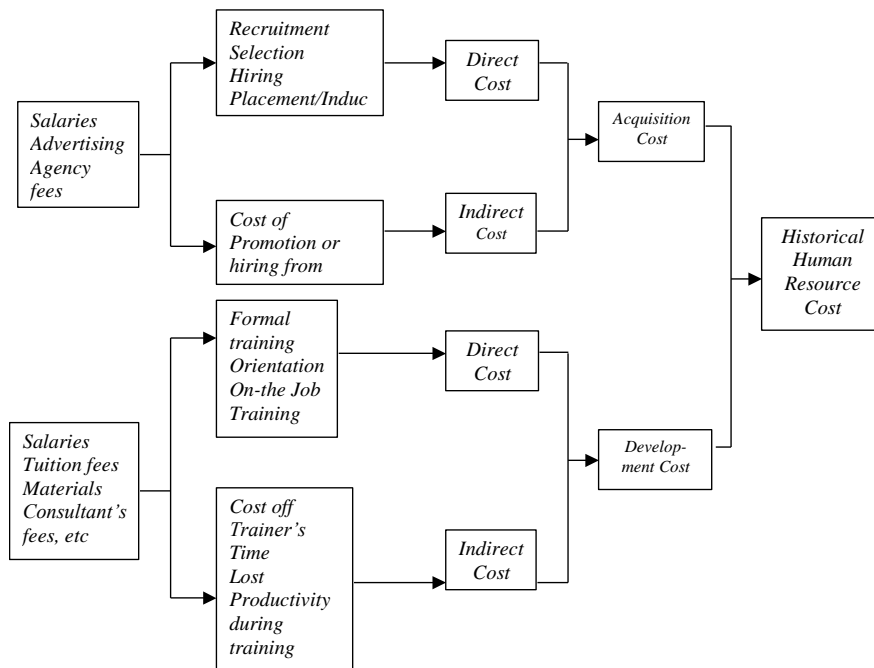 Recruitment
Selection
Hiring
Placement/Induc
Direct
Cost
Salaries
Advertising
Agency
fees
Acquisition
Cost
Cost of
Promotion or
hiring from
Indirect
Cost
Historical
Human
Resource
Cost
Formal
training
Orientation
On-the Job
Training
Direct
Cost
Salaries
Tuition fees
Materials
Consultant's
fees, etc
Develop-
ment Cost
Cost off
Trainer's
Time
Lost
Productivity
during
training
Indirect
Cost